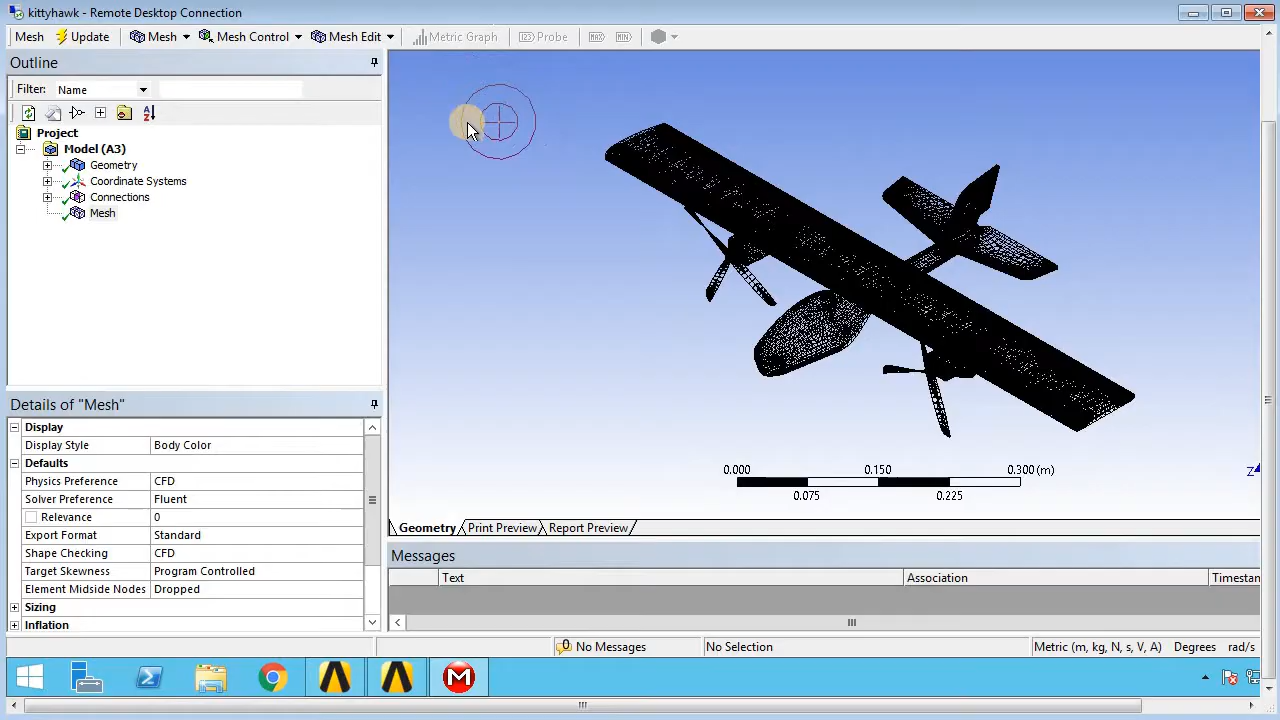 kittyhawk - Remote Desktop Connection
Mesh Update Mesh Mesh Control Mesh Edit Metric Graph Probe MAX MIN
Outline
Filter: Name
Project
Model (A3)
Geometry
Coordinate Systems
Connections
Mesh
Details of "Mesh"
Display
Display Style Body Color
Defaults
Physics Preference CFD
Solver Preference Fluent
Relevance 0
Export Format Standard
Shape Checking CFD
Target Skewness Program Controlled
Element Midside Nodes Dropped
Sizing
Inflation
0.000 0.150 0.300 (m)
0.075 0.225
Z
Geometry Print Preview Report Preview
Messages
Text Association Timestam
No Messages No Selection Metric (m, kg, N, s, V, A) Degrees rad/s